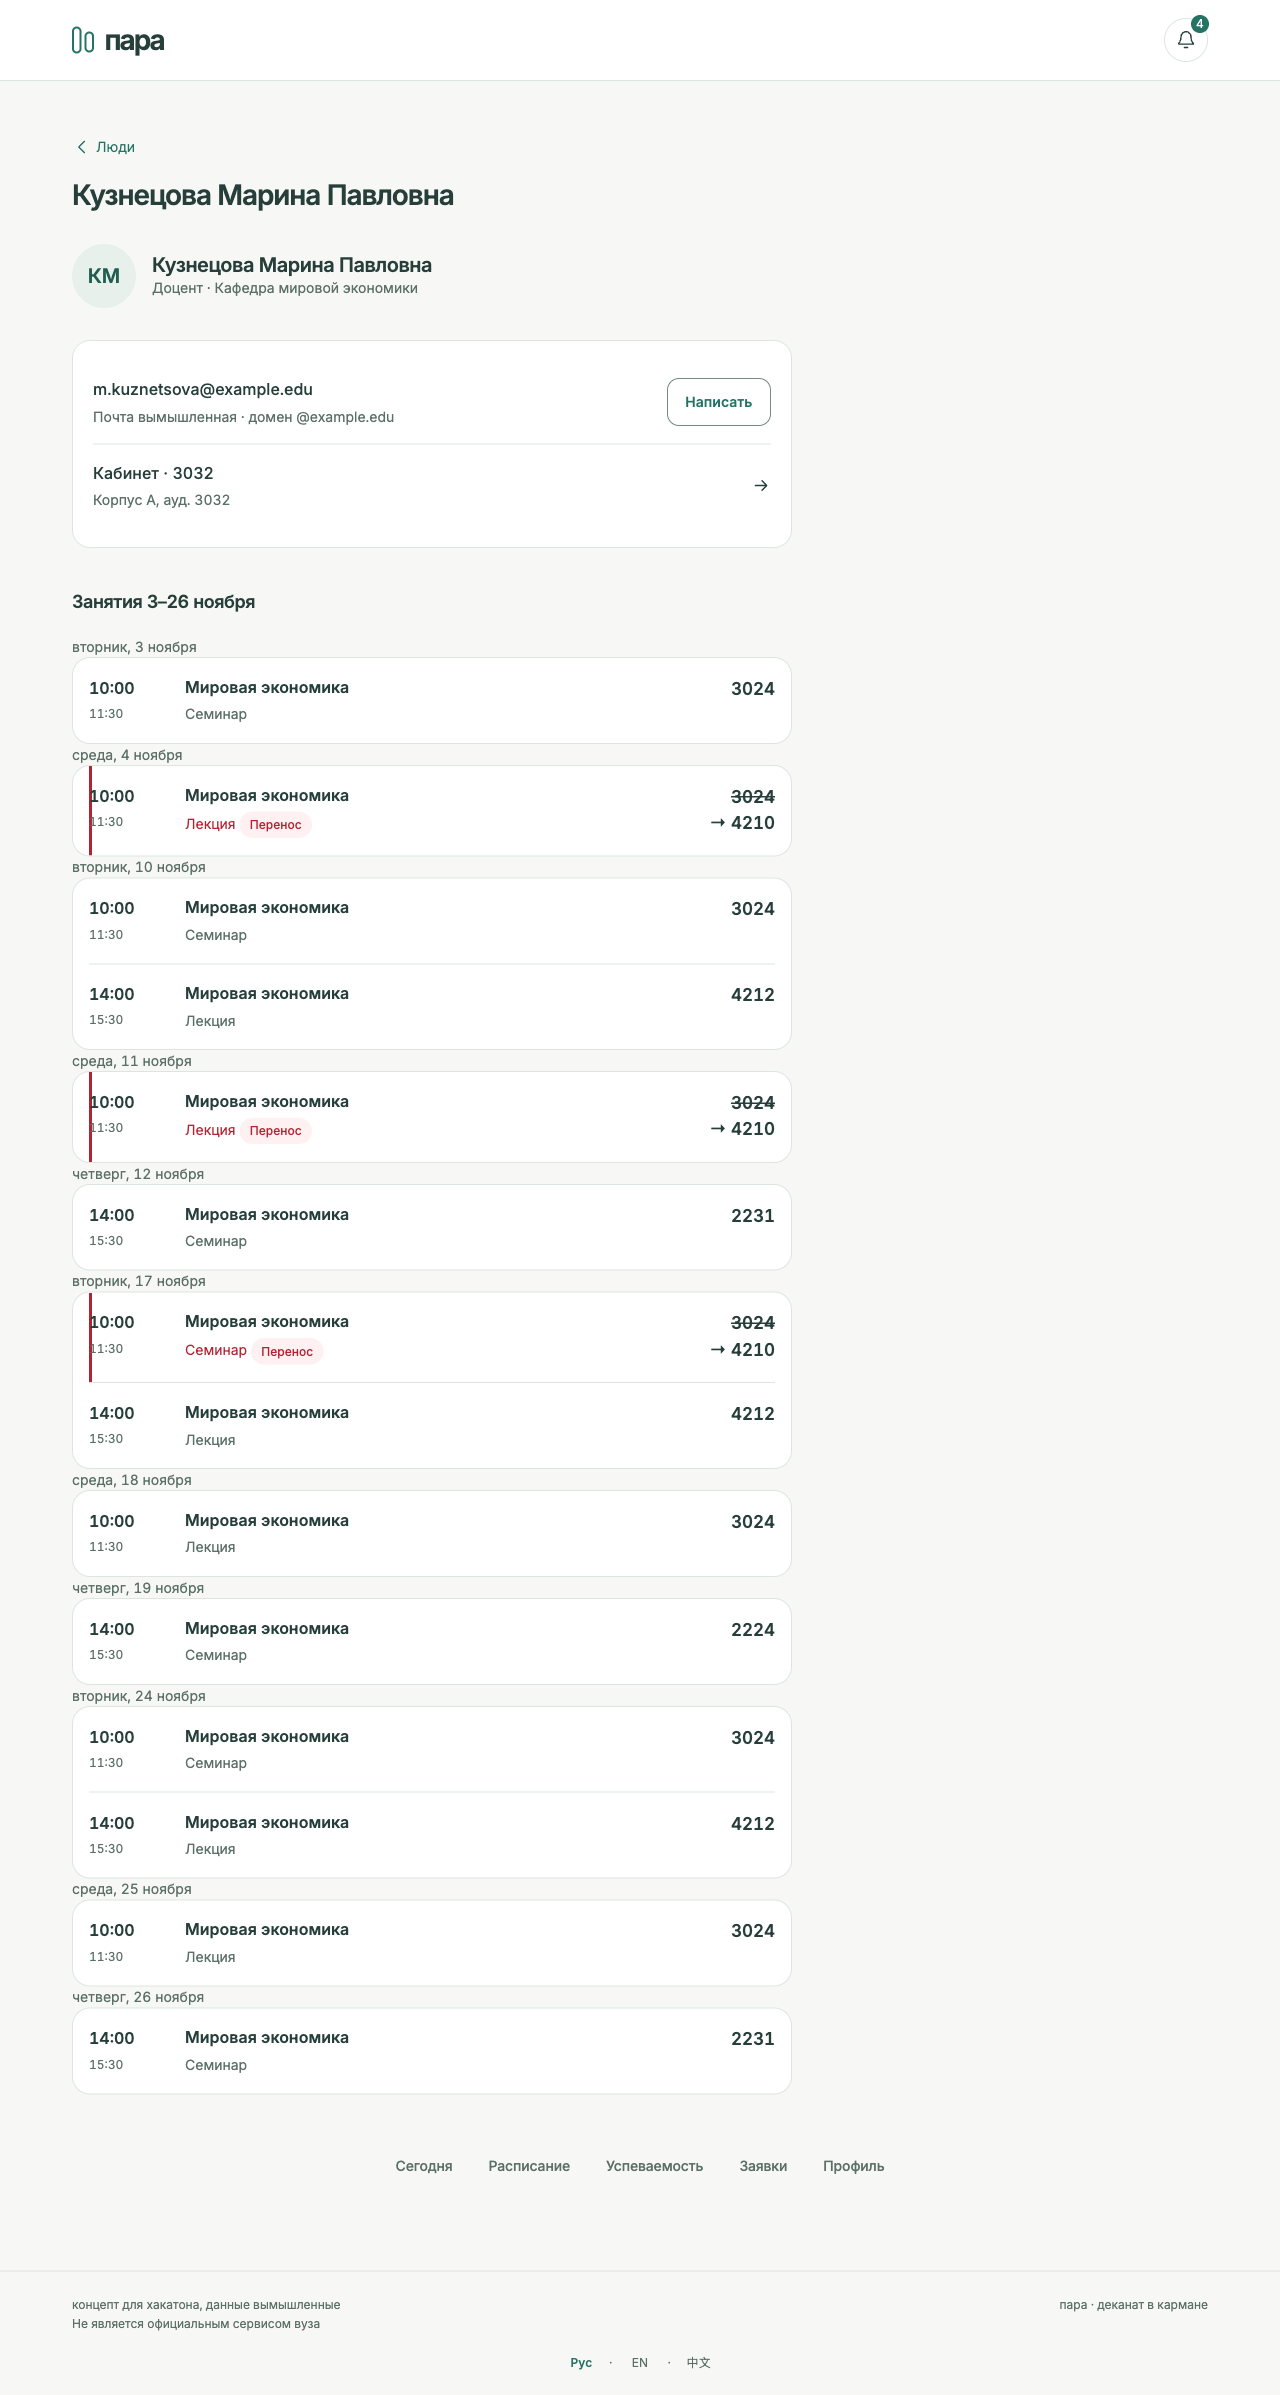 пара
4
Люди
Кузнецова Марина Павловна
КМ
Кузнецова Марина Павловна
Доцент · Кафедра мировой экономики
m.kuznetsova@example.edu
Почта вымышленная · домен @example.edu
Написать
Кабинет · 3032
Корпус А, ауд. 3032
→
Занятия 3–26 ноября
вторник, 3 ноября
10:00 Мировая экономика 3024
11:30 Семинар
среда, 4 ноября
10:00 Мировая экономика 3024
11:30 Лекция Перенос → 4210
вторник, 10 ноября
10:00 Мировая экономика 3024
11:30 Семинар
14:00 Мировая экономика 4212
15:30 Лекция
среда, 11 ноября
10:00 Мировая экономика 3024
11:30 Лекция Перенос → 4210
четверг, 12 ноября
14:00 Мировая экономика 2231
15:30 Семинар
вторник, 17 ноября
10:00 Мировая экономика 3024
11:30 Семинар Перенос → 4210
14:00 Мировая экономика 4212
15:30 Лекция
среда, 18 ноября
10:00 Мировая экономика 3024
11:30 Лекция
четверг, 19 ноября
14:00 Мировая экономика 2224
15:30 Семинар
вторник, 24 ноября
10:00 Мировая экономика 3024
11:30 Семинар
14:00 Мировая экономика 4212
15:30 Лекция
среда, 25 ноября
10:00 Мировая экономика 3024
11:30 Лекция
четверг, 26 ноября
14:00 Мировая экономика 2231
15:30 Семинар
Сегодня Расписание Успеваемость Заявки Профиль
концепт для хакатона, данные вымышленные
Не является официальным сервисом вуза
пара · деканат в кармане
Рус · EN · 中文